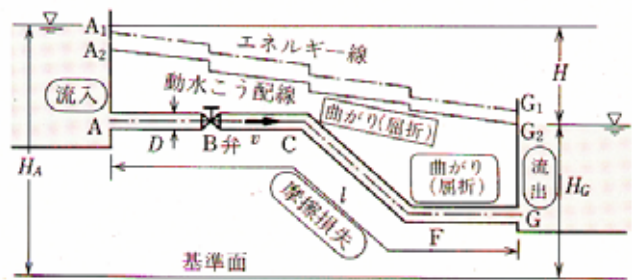 A₁
エネルギー線
A₂
H
流入
動水こう配線
曲がり(屈折)
G₁
G₂
A
D
B弁
v
C
曲がり
(屈折)
流出
H_A
l
摩擦損失
F
G
H_G
基準面